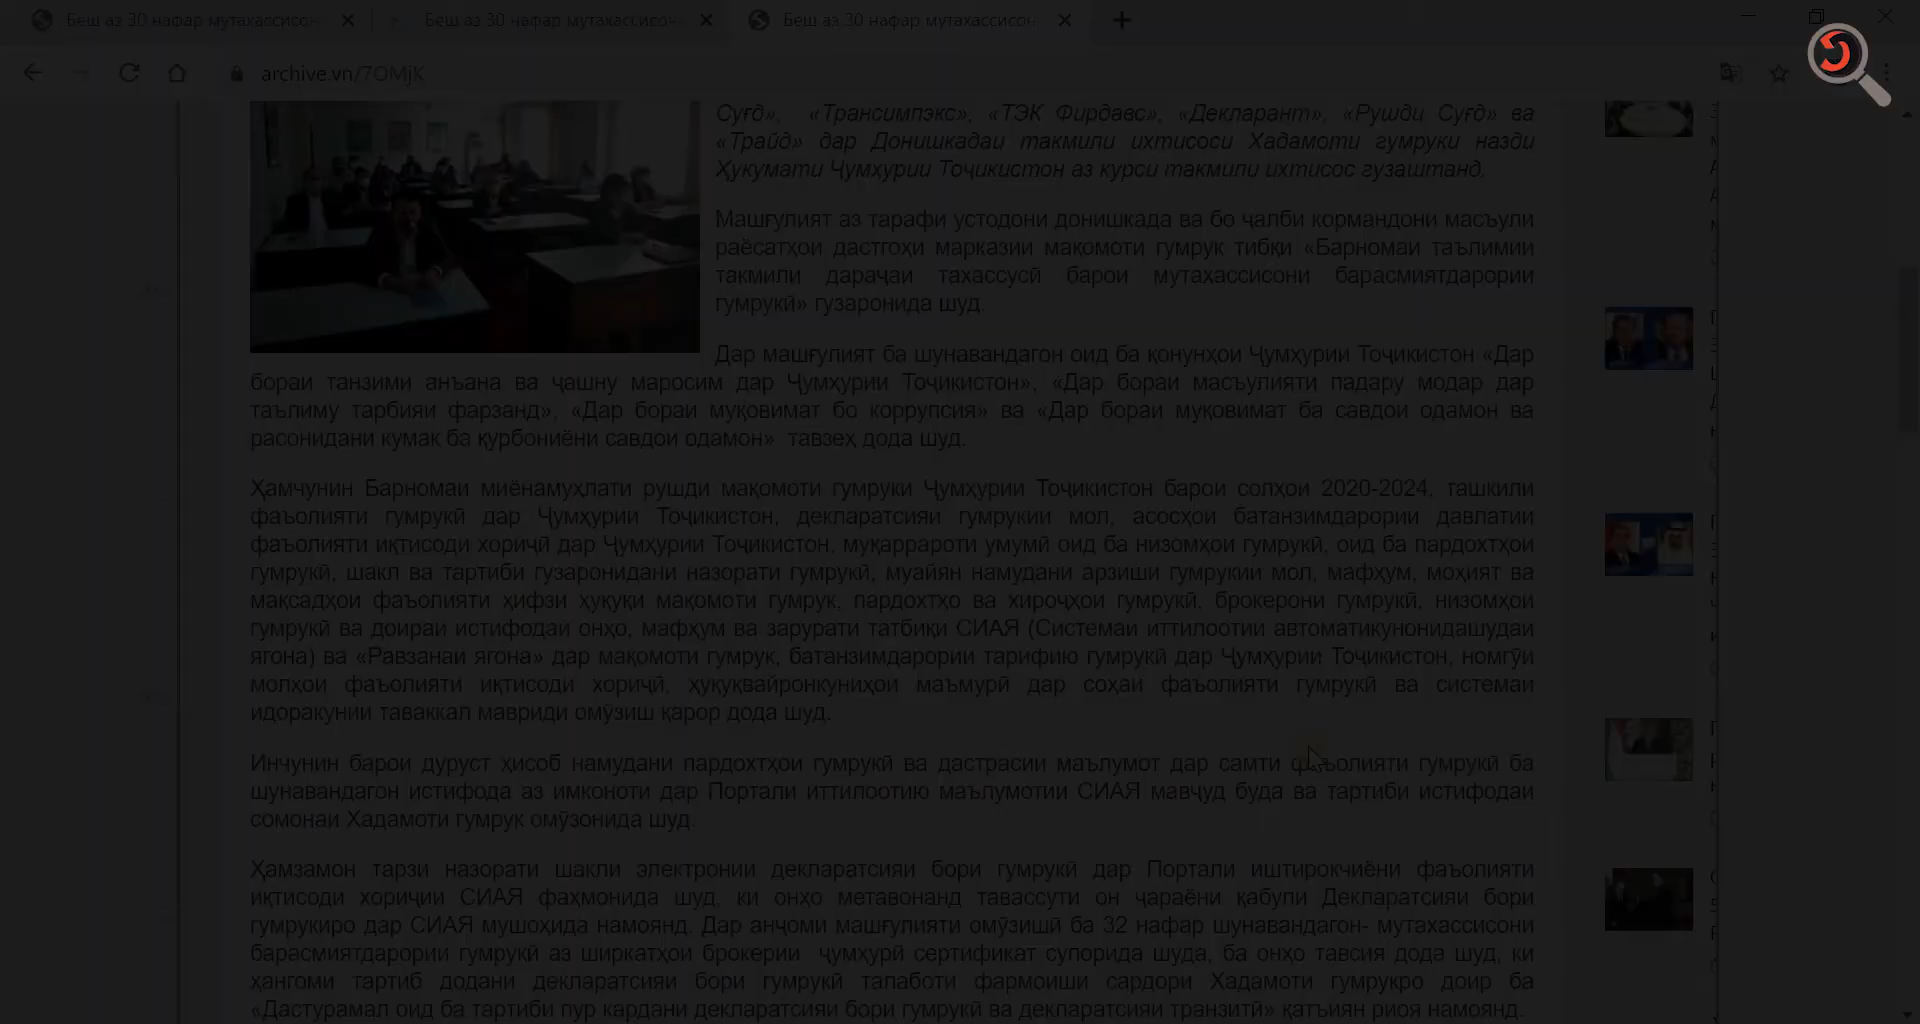 Беш аз 30 нафар мутахассисон
Беш аз 30 нафар мутахассисон
Беш аз 30 нафар мутахассисон
archive.vn/7OMjK
Суғд», «Трансимпэкс», «ТЭК Фирдавс», «Декларант», «Рушди Суғд» ва
«Трайд» дар Донишкадаи такмили ихтисоси Хадамоти гумруки назди
Ҳукумати Ҷумҳурии Тоҷикистон аз курси такмили ихтисос гузаштанд.
Машғулият аз тарафи устодони донишкада ва бо ҷалби кормандони масъули
раёсатҳои дастгоҳи марказии мақомоти гумрук тибқи «Барномаи таълимии
такмили дараҷаи тахассусӣ барои мутахассисони барасмиятдарории
гумрукӣ» гузаронида шуд.
Дар машғулият ба шунавандагон оид ба қонунҳои Ҷумҳурии Тоҷикистон «Дар
бораи танзими анъана ва ҷашну маросим дар Ҷумҳурии Тоҷикистон», «Дар бораи масъулияти падару модар дар
таълиму тарбияи фарзанд», «Дар бораи муқовимат бо коррупсия» ва «Дар бораи муқовимат ба савдои одамон ва
расонидани кумак ба қурбониёни савдои одамон» тавзеҳ дода шуд.
Ҳамчунин Барномаи миёнамуҳлати рушди мақомоти гумруки Ҷумҳурии Тоҷикистон барои солҳои 2020-2024, ташкили
фаъолияти гумрукӣ дар Ҷумҳурии Тоҷикистон, декларатсияи гумрукии мол, асосҳои батанзимдарории давлатии
фаъолияти иқтисоди хориҷӣ дар Ҷумҳурии Тоҷикистон, муқаррароти умумӣ оид ба низомҳои гумрукӣ, оид ба пардохтҳои
гумрукӣ, шакл ва тартиби гузаронидани назорати гумрукӣ, муайян намудани арзиши гумрукии мол, мафҳум, моҳият ва
мақсадҳои фаъолияти ҳифзи ҳуқуқи мақомоти гумрук, пардохтҳо ва хироҷҳои гумрукӣ, брокерони гумрукӣ, низомҳои
гумрукӣ ва доираи истифодаи онҳо, мафҳум ва зарурати татбиқи СИАЯ (Системаи иттилоотии автоматикунонидашудаи
ягона) ва «Равзанаи ягона» дар мақомоти гумрук, батанзимдарории тарифию гумрукӣ дар Ҷумҳурии Тоҷикистон, номгӯи
молҳои фаъолияти иқтисоди хориҷӣ, ҳуқуқвайронкуниҳои маъмурӣ дар соҳаи фаъолияти гумрукӣ ва системаи
идоракунии таваккал мавриди омӯзиш қарор дода шуд.
Инчунин барои дуруст ҳисоб намудани пардохтҳои гумрукӣ ва дастрасии маълумот дар самти фаъолияти гумрукӣ ба
шунавандагон истифода аз имконоти дар Портали иттилоотию маълумотии СИАЯ мавҷуд буда ва тартиби истифодаи
сомонаи Хадамоти гумрук омӯзонида шуд.
Ҳамзамон тарзи назорати шакли электронии декларатсияи бори гумрукӣ дар Портали иштирокчиёни фаъолияти
иқтисоди хориҷии СИАЯ фаҳмонида шуд, ки онҳо метавонанд тавассути он ҷараёни қабули Декларатсияи бори
гумрукиро дар СИАЯ мушоҳида намоянд. Дар анҷоми машғулияти омӯзишӣ ба 32 нафар шунавандагон- мутахассисони
барасмиятдарории гумрукӣ аз ширкатҳои брокерии ҷумҳурӣ сертификат супорида шуда, ба онҳо тавсия дода шуд, ки
ҳангоми тартиб додани декларатсияи бори гумрукӣ талаботи фармоиши сардори Хадамоти гумрукро доир ба
«Дастурамал оид ба тартиби пур кардани декларатсияи бори гумрукӣ ва декларатсияи транзитӣ» қатъиян риоя намоянд.